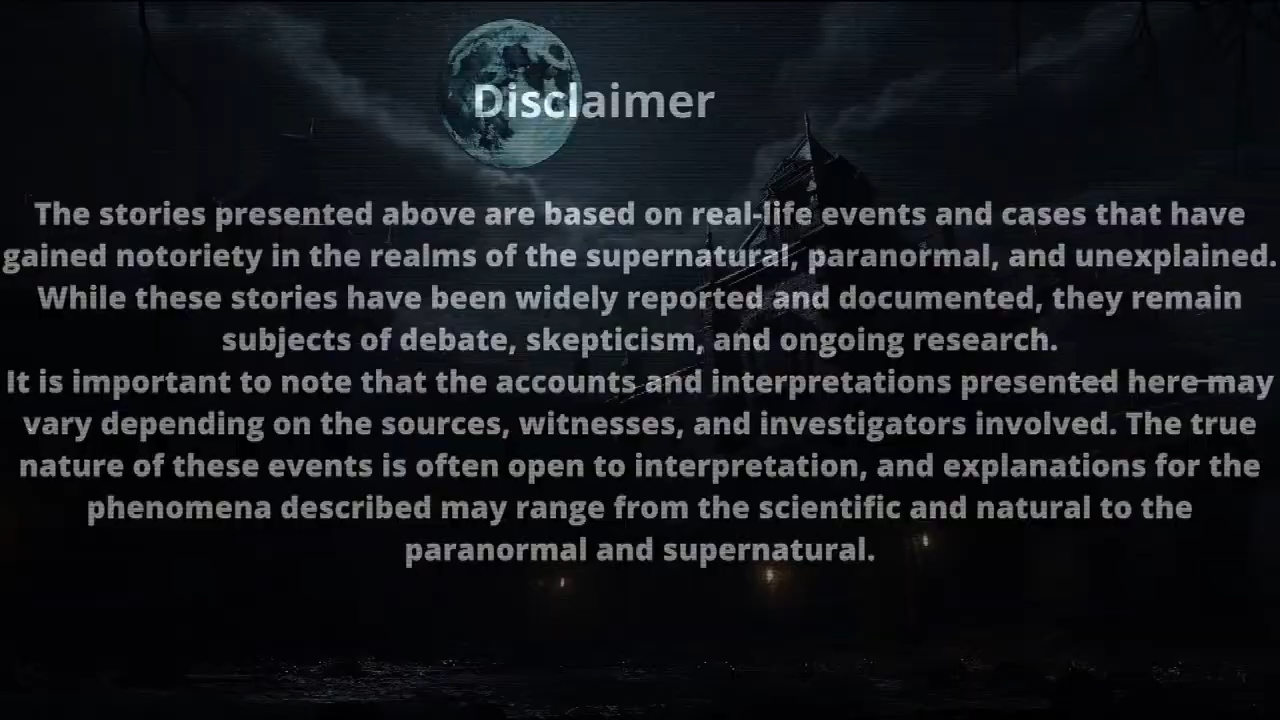 Disclaimer
The stories presented above are based on real-life events and cases that have
gained notoriety in the realms of the supernatural, paranormal, and unexplained.
While these stories have been widely reported and documented, they remain
subjects of debate, skepticism, and ongoing research.
It is important to note that the accounts and interpretations presented here may
vary depending on the sources, witnesses, and investigators involved. The true
nature of these events is often open to interpretation, and explanations for the
phenomena described may range from the scientific and natural to the
paranormal and supernatural.